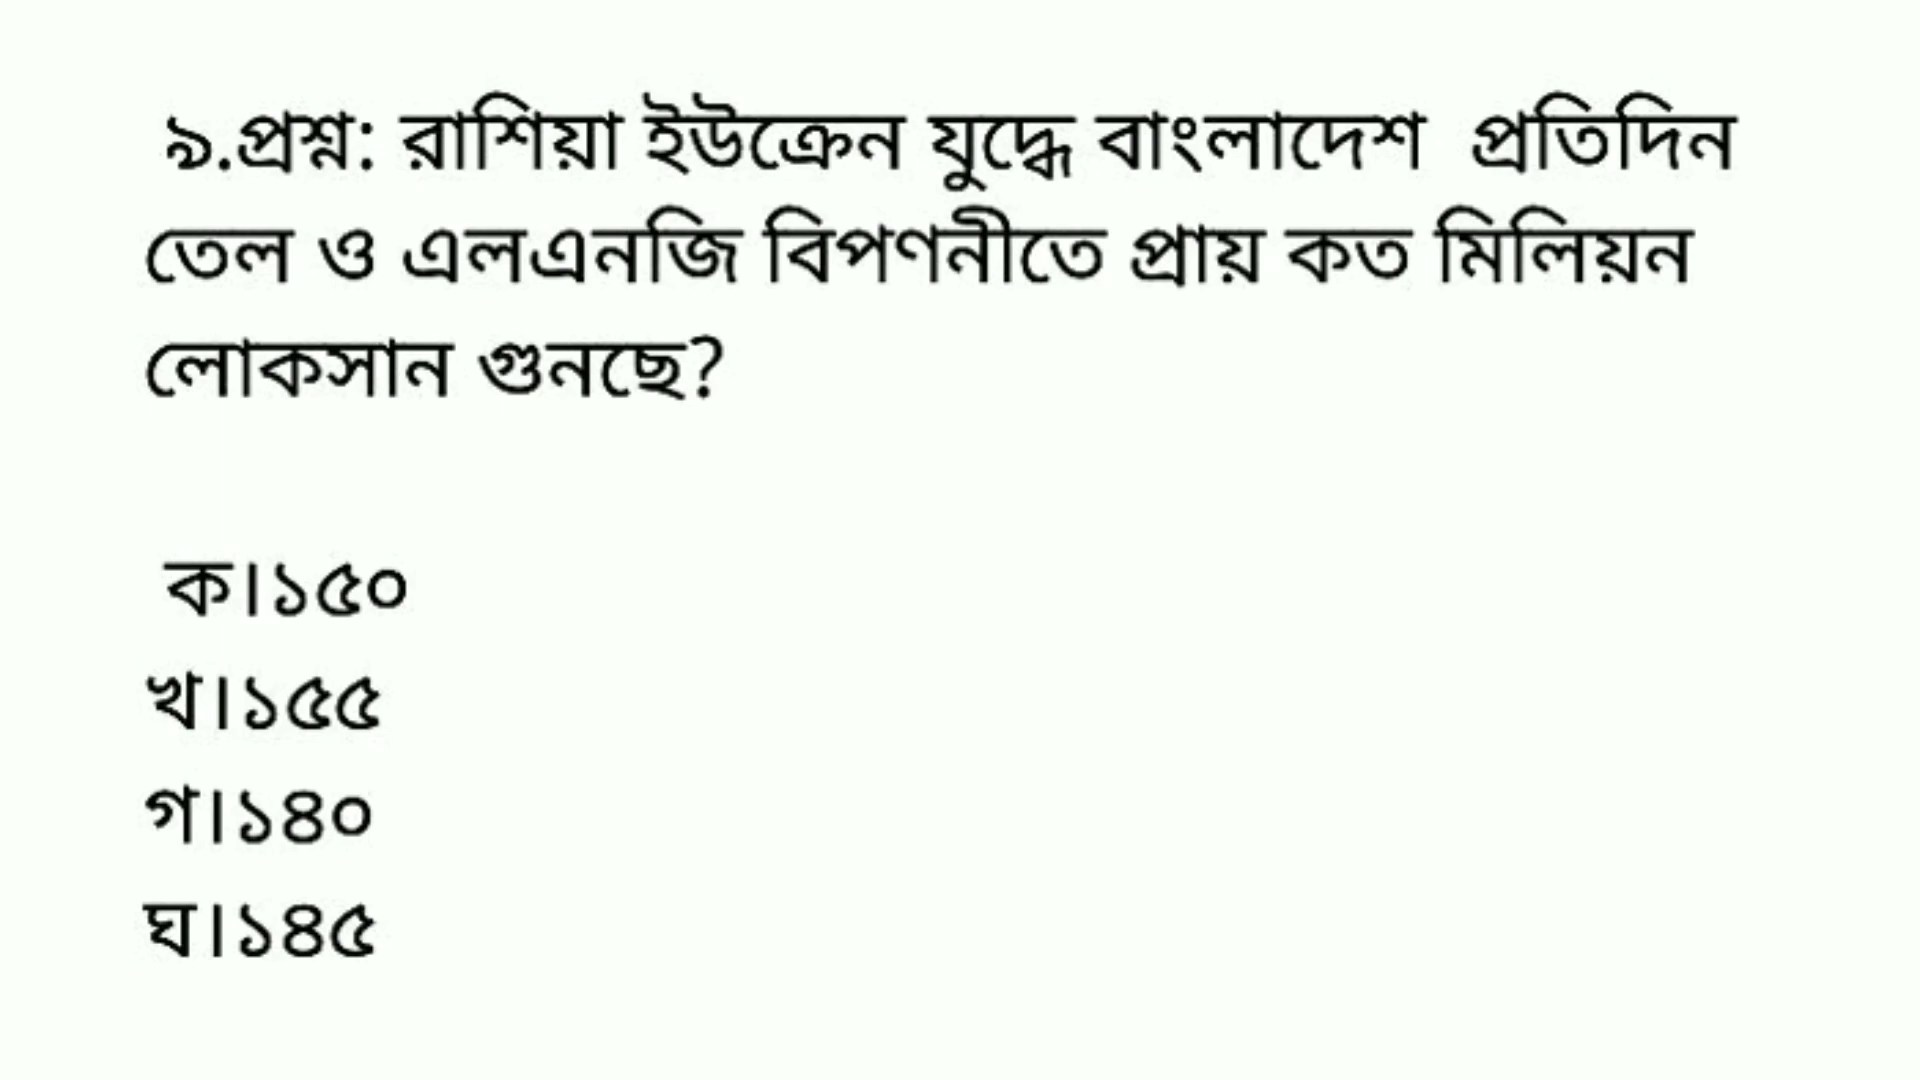 ৯.প্রশ্ন: রাশিয়া ইউক্রেন যুদ্ধে বাংলাদেশ প্রতিদিন
তেল ও এলএনজি বিপণনীতে প্রায় কত মিলিয়ন
লোকসান গুনছে?
ক।১৫০
খ।১৫৫
গ।১৪০
ঘ।১৪৫